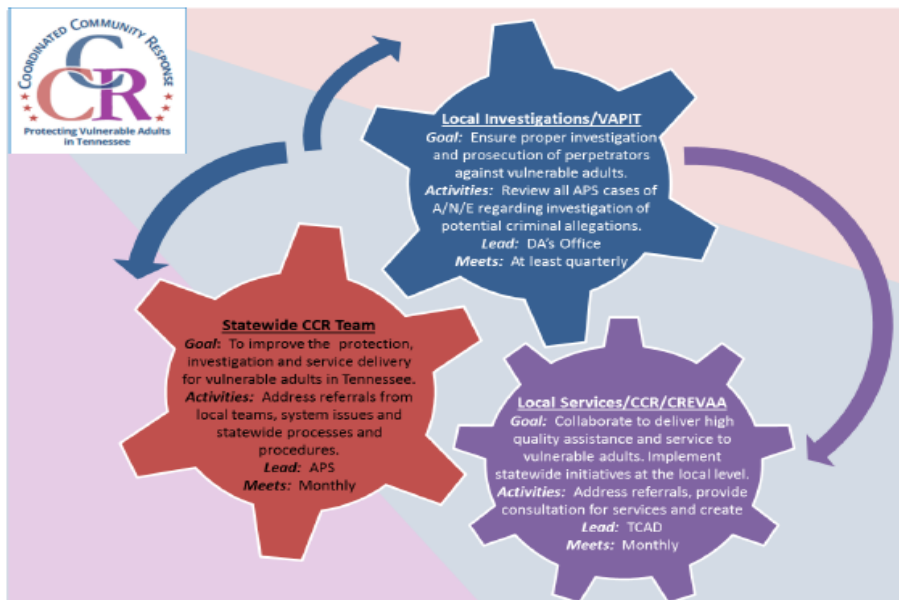 COORDINATED COMMUNITY RESPONSE
CCR
Protecting Vulnerable Adults
in Tennessee
Local Investigations/VAPIT
Goal: Ensure proper investigation
and prosecution of perpetrators
against vulnerable adults.
Activities: Review all APS cases of
A/N/E regarding investigation of
potential criminal allegations.
Lead: DA's Office
Meets: At least quarterly
Statewide CCR Team
Goal: To improve the protection,
investigation and service delivery
for vulnerable adults in Tennessee.
Activities: Address referrals from
local teams, system issues and
statewide processes and
procedures.
Lead: APS
Meets: Monthly
Local Services/CCR/CREVAA
Goal: Collaborate to deliver high
quality assistance and service to
vulnerable adults. Implement
statewide initiatives at the local level.
Activities: Address referrals, provide
consultation for services and create
Lead: TCAD
Meets: Monthly